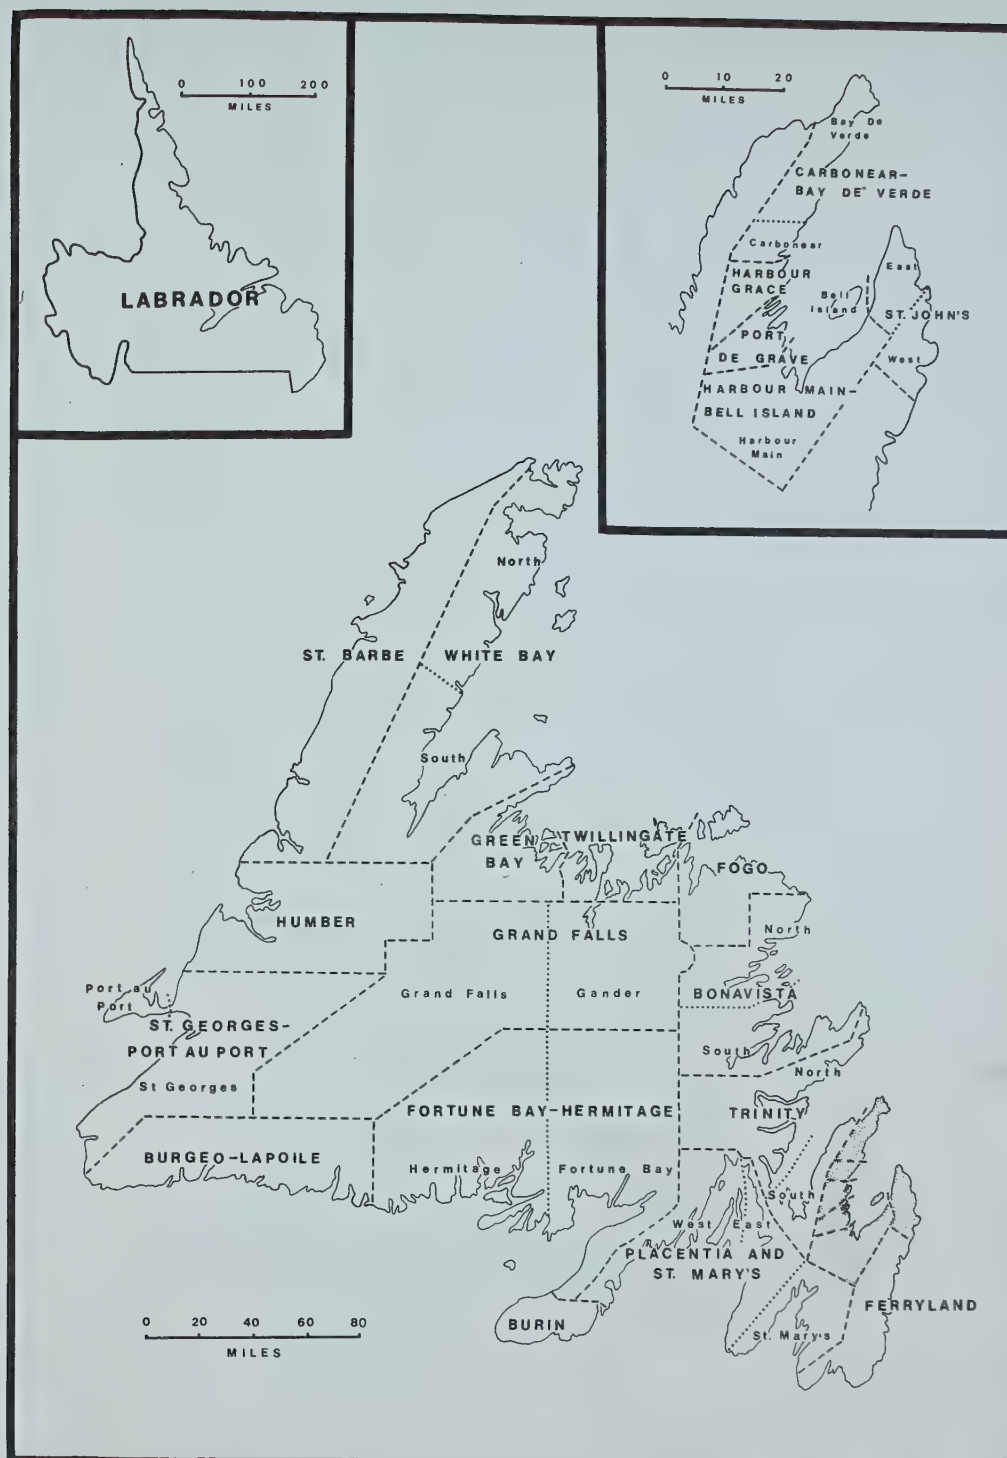 0 100 200
MILES
LABRADOR
0 10 20
MILES
Bay De
Verde
CARBONEAR-
BAY DE VERDE
Carbonear
HARBOUR
GRACE
East
Bell
Island
ST. JOHN'S
PORT
DE GRAVE
West
HARBOUR MAIN-
BELL ISLAND
Harbour
Main
North
ST. BARBE
WHITE BAY
South
GREEN
BAY
TWILLINGATE
FOGO
HUMBER
GRAND FALLS
North
Port au
Port
Grand Falls
Gander
BONAVISTA
ST. GEORGES-
PORT AU PORT
South
St Georges
North
FORTUNE BAY-HERMITAGE
TRINITY
BURGEO-LAPOILE
Hermitage
Fortune Bay
South
West
East
PLACENTIA AND
ST. MARY'S
FERRYLAND
BURIN
St. Mary's
0 20 40 60 80
MILES